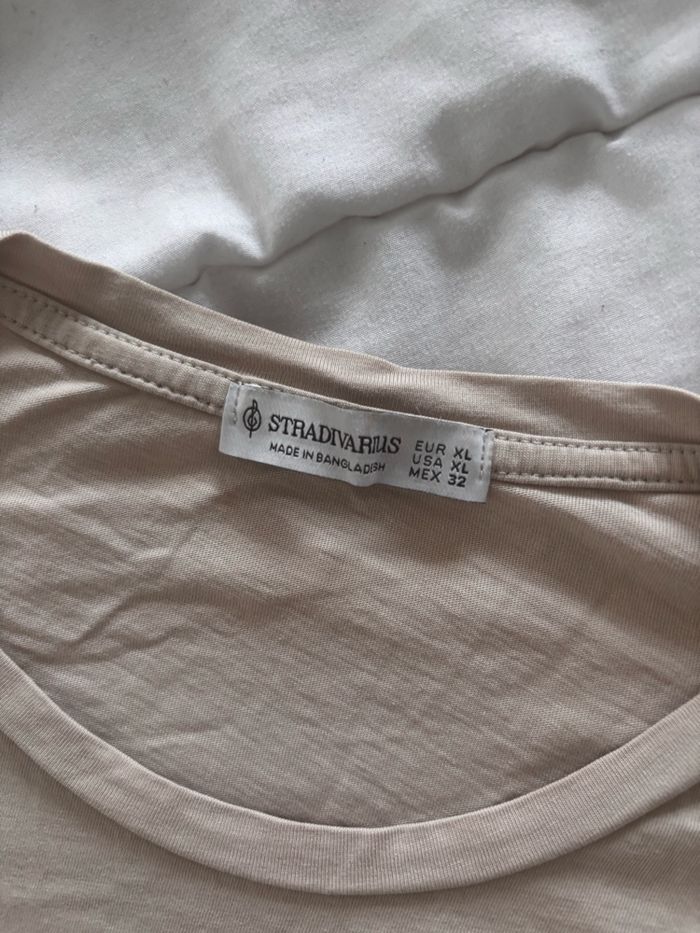 STRADIVARIUS
MADE IN BANGLADESH
EUR XL
USA XL
MEX 32